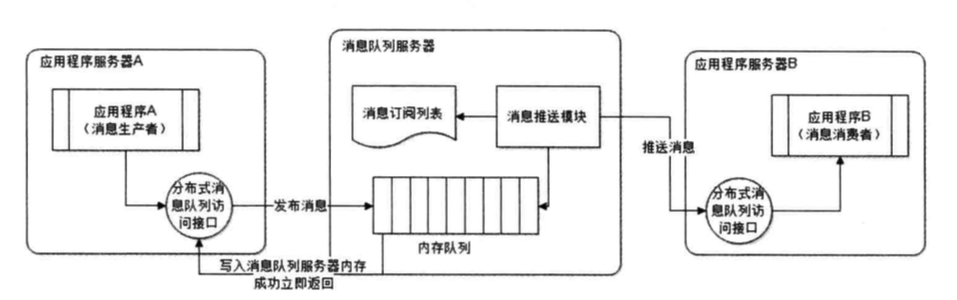 消息队列服务器
应用程序服务器A
应用程序服务器B
应用程序A
（消息生产者）
消息订阅列表
消息推送模块
应用程序B
（消息消费者）
推送消息
分布式消
息队列访
问接口
发布消息
分布式消
息队列访
问接口
内存队列
写入消息队列服务器内存
成功立即返回